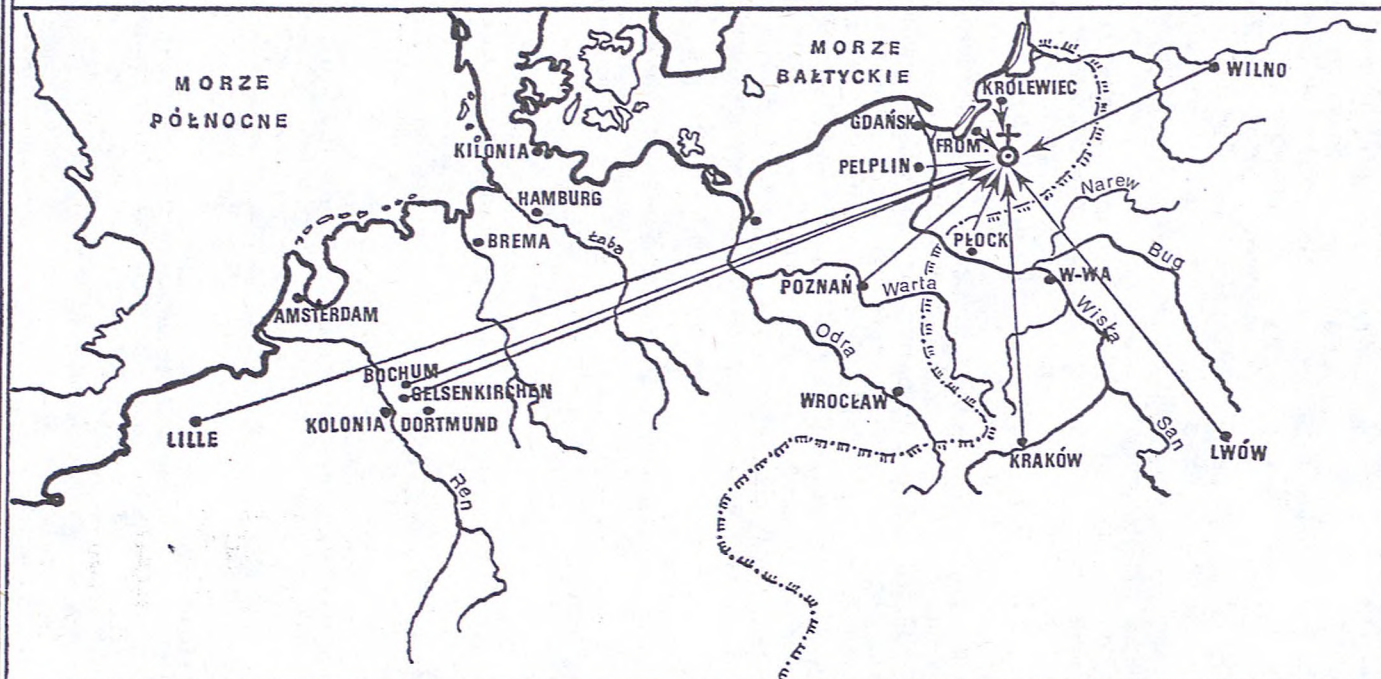 MORZE
PÓŁNOCNE
MORZE
BAŁTYCKIE
WILNO
KRÓLEWIEC
GDAŃSK
FROM.
KILONIA
PELPLIN
Narew
HAMBURG
BREMA
Łaba
PŁOCK
Bug
W-WA
POZNAŃ
Warta
AMSTERDAM
Wisła
Odra
BOCHUM
GELSENKIRCHEN
WROCŁAW
KOLONIA
DORTMUND
LILLE
San
KRAKÓW
LWÓW
Ren